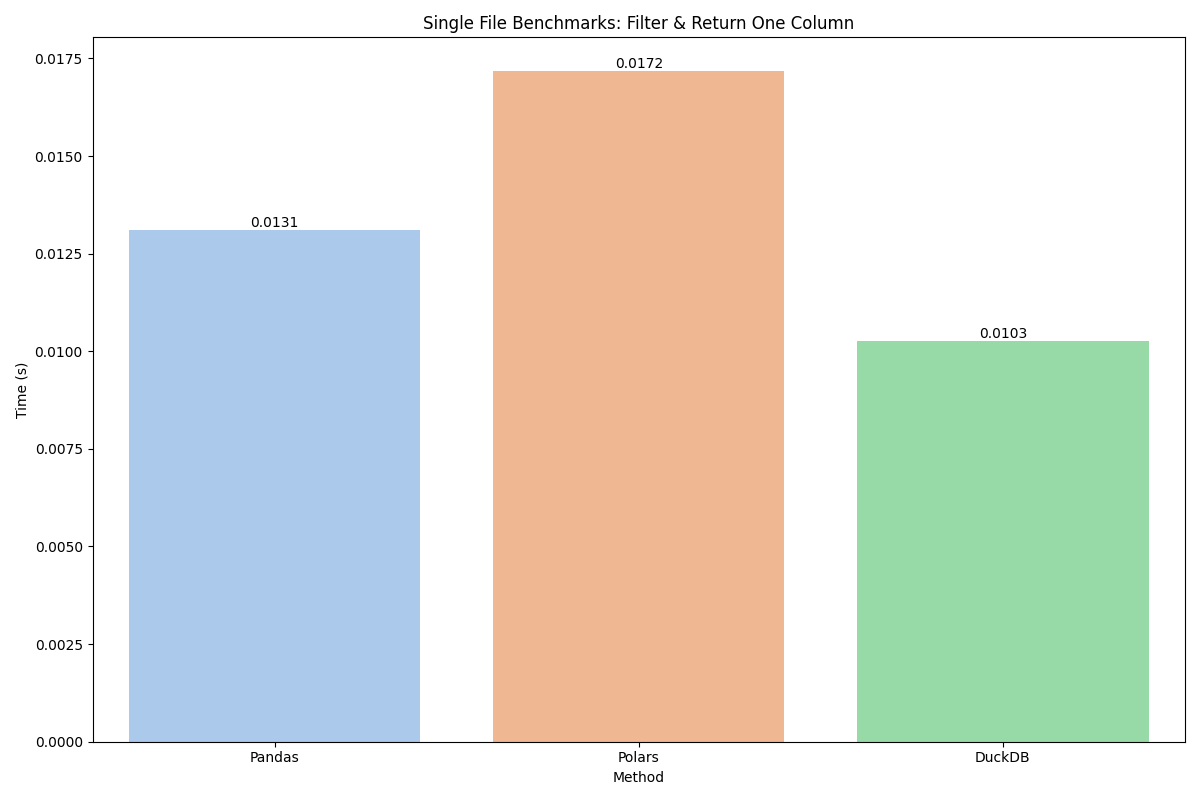 Single File Benchmarks: Filter & Return One Column
0.0175
0.0150
0.0125
0.0100
0.0075
0.0050
0.0025
0.0000
Time (s)
0.0131
0.0172
0.0103
Pandas
Polars
DuckDB
Method